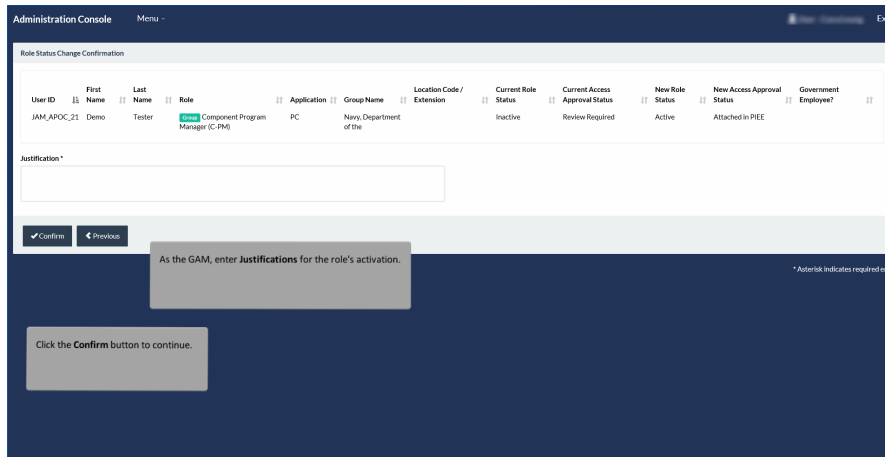 Administration Console Menu
Ex
Role Status Change Confirmation
User ID First Name Last Name Role Application Group Name Location Code / Extension Current Role Status Current Access Approval Status New Role Status New Access Approval Status Government Employee?
JAM_APOC_21 Demo Tester Group Component Program Manager (C-PM) PC Navy, Department of the Inactive Review Required Active Attached in PIEE
Justification *
Confirm Previous
As the GAM, enter Justifications for the role's activation.
* Asterisk indicates required e
Click the Confirm button to continue.